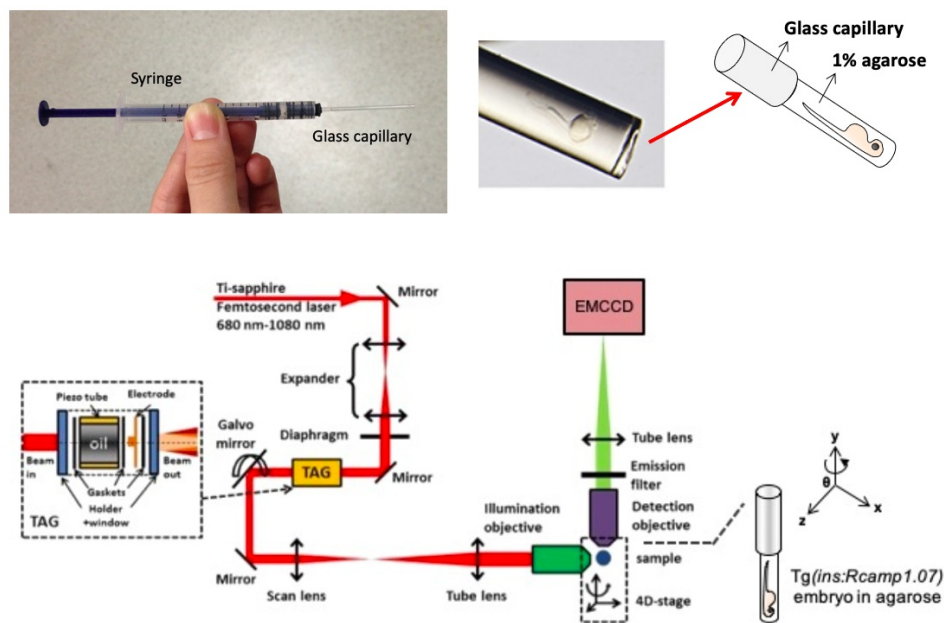 Syringe
Glass capillary
Glass capillary
1% agarose
Ti-sapphire
Femtosecond laser
680 nm-1080 nm
Mirror
EMCCD
Expander
Piezo tube
Electrode
oil
Beam
in
Beam
out
Gaskets
Holder
+window
TAG
Galvo
mirror
Diaphragm
TAG
Mirror
Tube lens
Emission
filter
Illumination
objective
Detection
objective
sample
4D-stage
Mirror
Scan lens
Tube lens
y
θ
x
z
Tg(ins:Rcamp1.07)
embryo in agarose